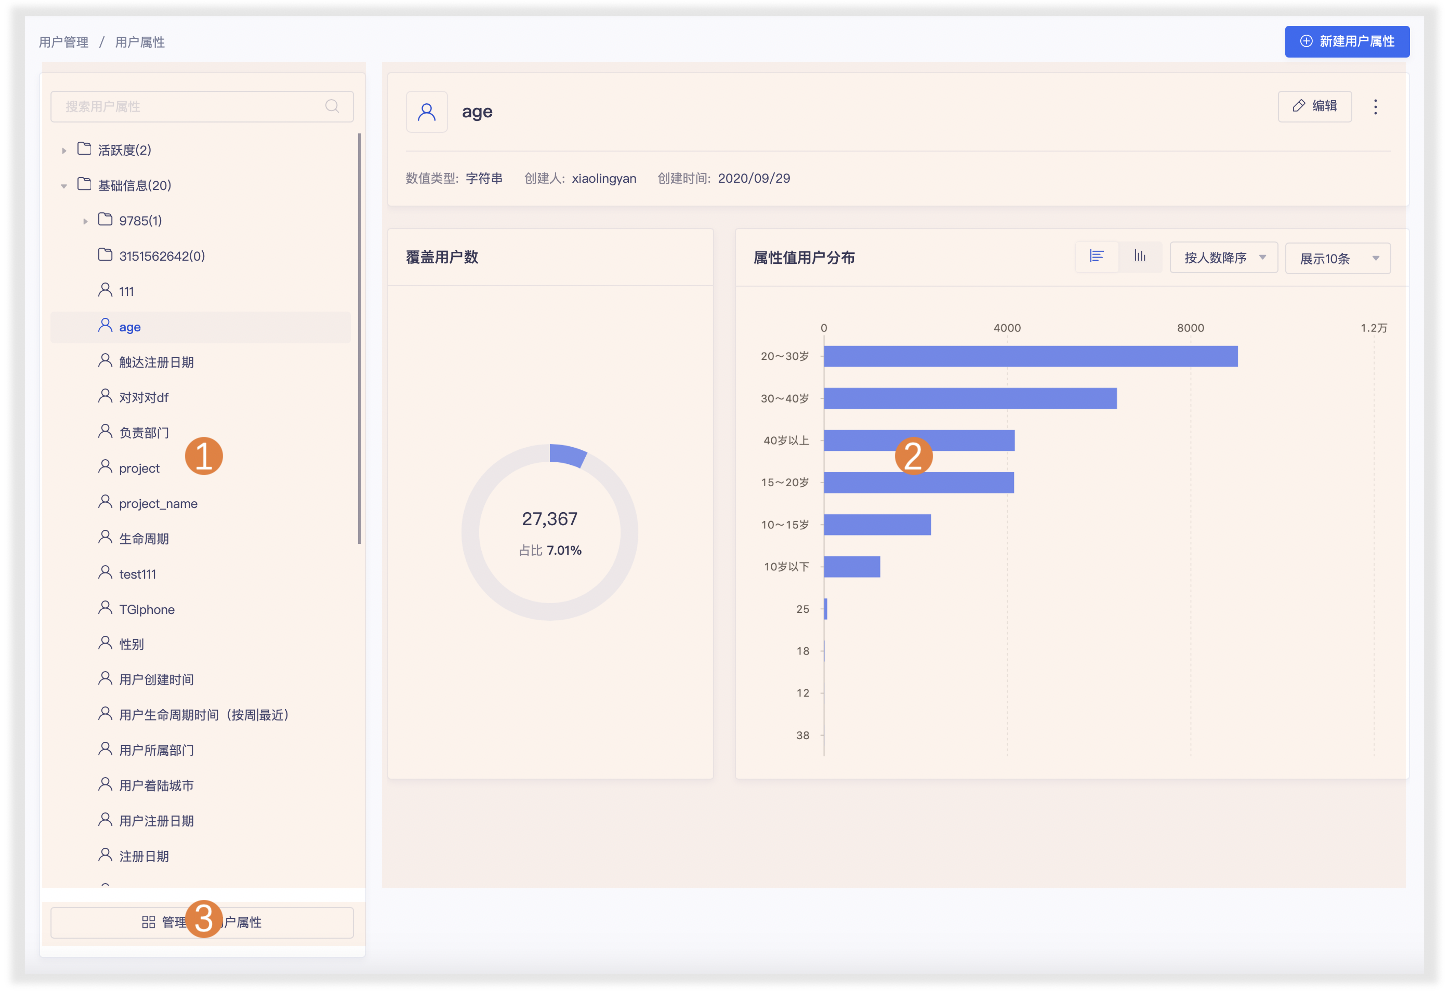 用户管理 / 用户属性
新建用户属性
搜索用户属性
活跃度(2)
基础信息(20)
9785(1)
3151562642(0)
111
age
触达注册日期
对对对df
负责部门
1
project
project_name
生命周期
test111
TGIphone
性别
用户创建时间
用户生命周期时间（按周|最近）
用户所属部门
用户着陆城市
用户注册日期
注册日期
管理 3 户属性
age
编辑
数值类型: 字符串 创建人: xiaolingyan 创建时间: 2020/09/29
覆盖用户数
27,367
占比 7.01%
属性值用户分布
按人数降序
展示10条
0 4000 8000 1.2万
20～30岁
30～40岁
40岁以上
2
15～20岁
10～15岁
10岁以下
25
18
12
38